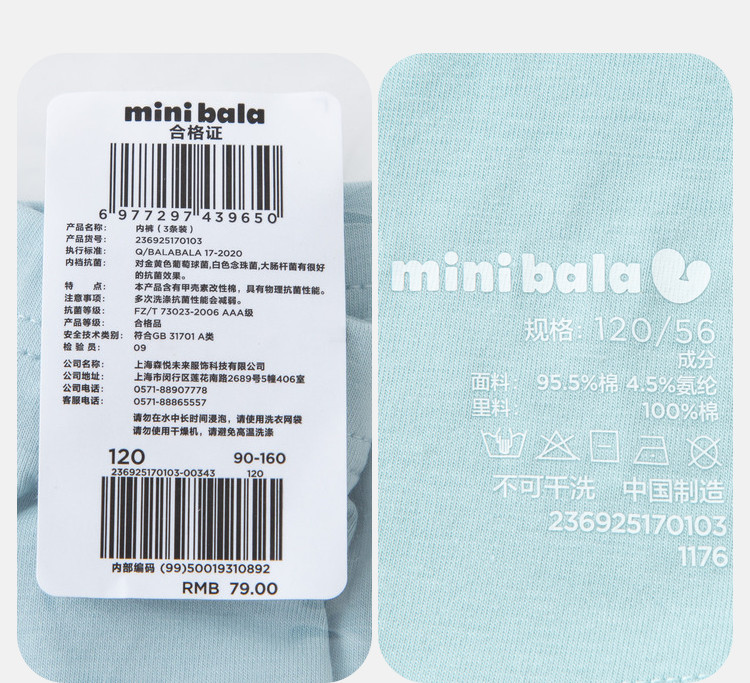 mini bala
合格证
6 977297 439650
产品名称： 内裤（3条装）
产品货号： 236925170103
执行标准： Q/BALABALA 17-2020
内裆抗菌： 对金黄色葡萄球菌,白色念珠菌,大肠杆菌有很好
的抗菌效果。
特 点： 本产品含有甲壳素改性棉，具有物理抗菌性能。
注意事项： 多次洗涤抗菌性能会减弱。
抗菌等级： FZ/T 73023-2006 AAA级
产品等级： 合格品
安全技术类别： 符合GB 31701 A类
检 验 员： 09
公司名称： 上海森悦未来服饰科技有限公司
公司地址： 上海市闵行区莲花南路2689号5幢406室
公司电话： 0571-88907778
客服电话： 0571-88865557
请勿在水中长时间浸泡，请使用洗衣网袋
请勿使用干燥机，请避免高温洗涤
120 90-160
236925170103-00343 120
内部编码 (99)50019310892
RMB 79.00
mini bala
规格: 120/56
成分
面料： 95.5%棉 4.5%氨纶
里料： 100%棉
不可干洗 中国制造
236925170103
1176